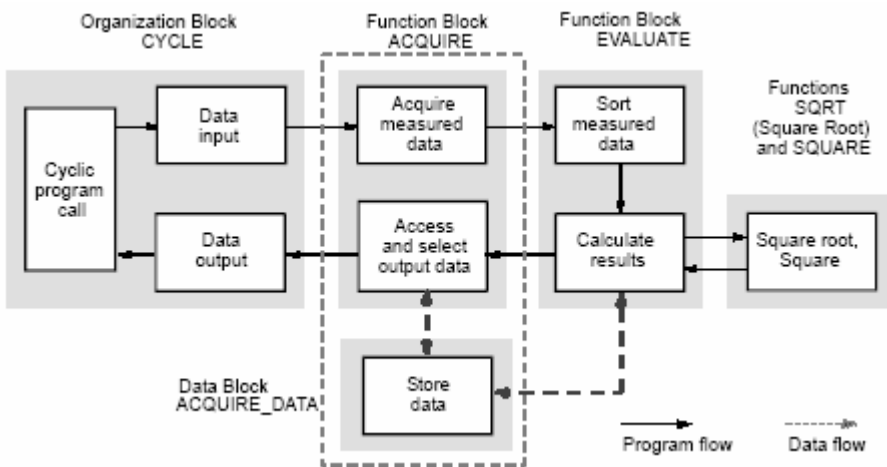 Organization Block
CYCLE
Function Block
ACQUIRE
Function Block
EVALUATE
Functions
SQRT
(Square Root)
and SQUARE
Cyclic
program
call
Data
input
Acquire
measured
data
Sort
measured
data
Data
output
Access
and select
output data
Calculate
results
Square root,
Square
Data Block
ACQUIRE_DATA
Store
data
Program flow
Data flow